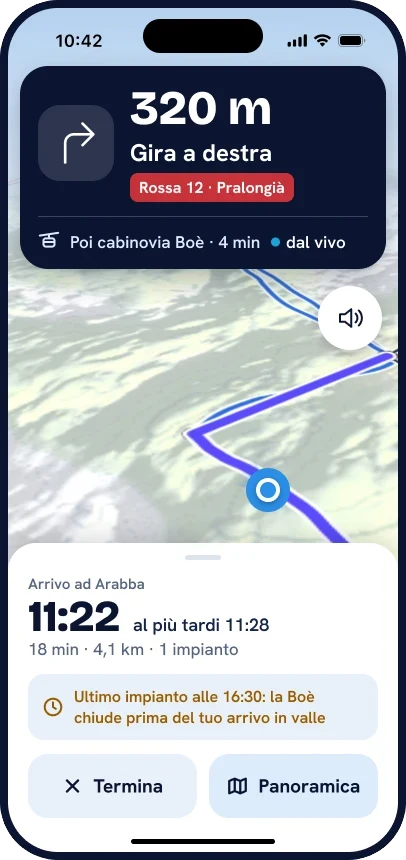 10:42
320 m
Gira a destra
Rossa 12 · Pralongià
Poi cabinovia Boè · 4 min
dal vivo
Arrivo ad Arabba
11:22 al più tardi 11:28
18 min · 4,1 km · 1 impianto
Ultimo impianto alle 16:30: la Boè
chiude prima del tuo arrivo in valle
Termina
Panoramica